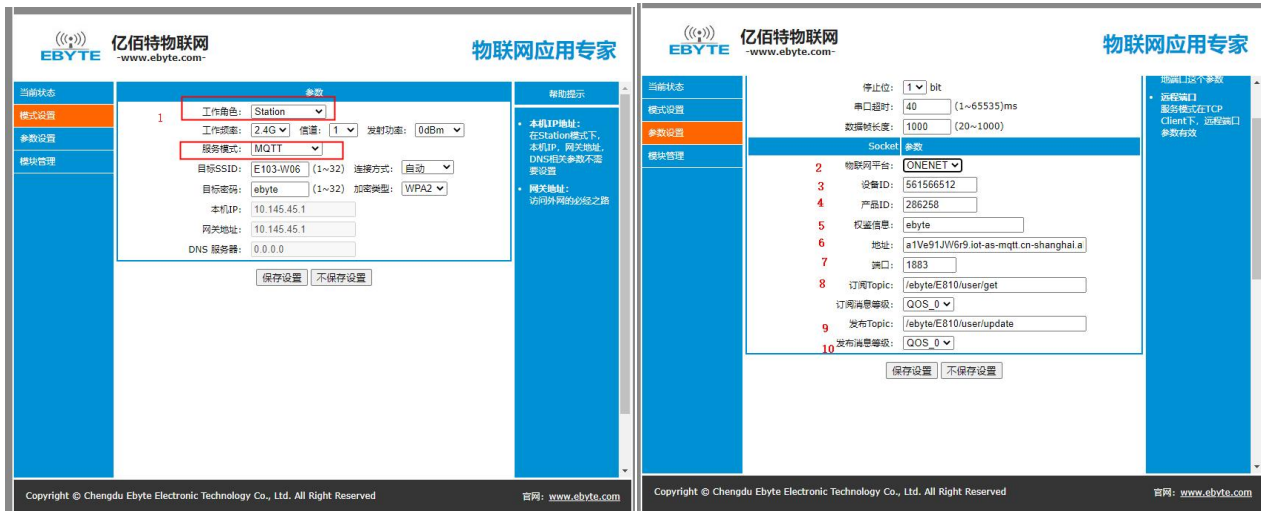 ((·)) EBYTE 亿佰特物联网
-www.ebyte.com-
物联网应用专家
当前状态
模式设置
参数设置
模块管理
参数
1
工作角色: Station
工作频率: 2.4G 信道: 1 发射功率: 0dBm
服务模式: MQTT
目标SSID: E103-W06 (1~32) 连接方式: 自动
目标密码: ebyte (1~32) 加密类型: WPA2
本机IP: 10.145.45.1
网关地址: 10.145.45.1
DNS 服务器: 0.0.0.0
保存设置 不保存设置
帮助提示
本机IP地址:
在Station模式下,
本机IP, 网关地址,
DNS相关参数不需
要设置
网关地址:
访问外网的必经之路
Copyright © Chengdu Ebyte Electronic Technology Co., Ltd. All Right Reserved
官网: www.ebyte.com
((·)) EBYTE 亿佰特物联网
-www.ebyte.com-
物联网应用专家
当前状态
模式设置
参数设置
模块管理
停止位: 1 bit
串口超时: 40 (1~65535)ms
数据帧长度: 1000 (20~1000)
Socket 参数
2 物联网平台: ONENET
3 设备ID: 561566512
4 产品ID: 286258
5 权鉴信息: ebyte
6 地址: a1Ve91JW6r9.iot-as-mqtt.cn-shanghai.a
7 端口: 1883
8 订阅Topic: /ebyte/E810/user/get
订阅消息等级: QOS_0
9 发布Topic: /ebyte/E810/user/update
10 发布消息等级: QOS_0
保存设置 不保存设置
地端口这个参数
远程端口
服务模式在TCP
Client下, 远程端口
参数有效
Copyright © Chengdu Ebyte Electronic Technology Co., Ltd. All Right Reserved
官网: www.ebyte.com